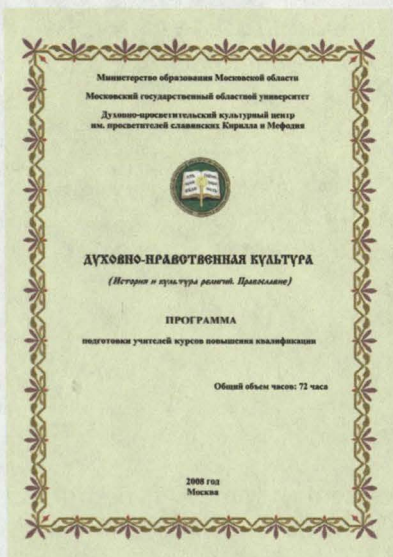 Министерство образования Московской области
Московский государственный областной университет
Духовно-просветительский культурный центр
им. просветителей славянских Кирилла и Мефодия
ДУХОВНО-НРАВСТВЕННАЯ КУЛЬТУРА
(История и культура религий. Православие)
ПРОГРАММА
подготовки учителей курсов повышения квалификации
Общий объем часов: 72 часа
2008 год
Москва